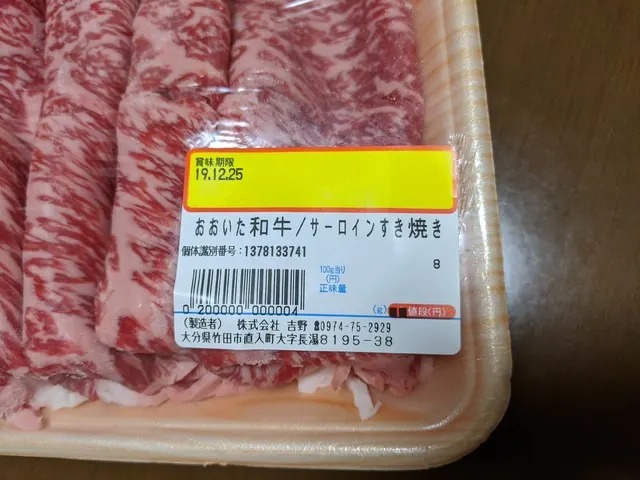 賞味期限
19.12.25
おおいた和牛/サーロインすき焼き
個体識別番号:1378133741
8
100g当り
(円)
正味量
(g)
値段(円)
0 200000 000004
(製造者) 株式会社 吉野 ☎0974-75-2929
大分県竹田市直入町大字長湯8195-38